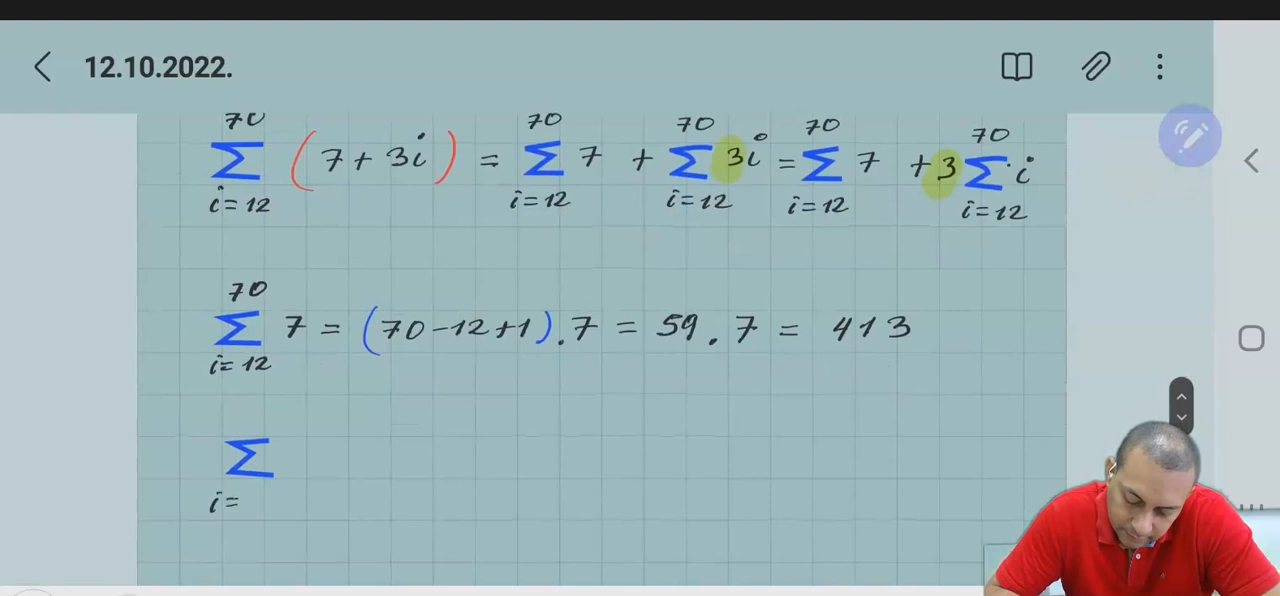 12.10.2022.
70 ∑ i=12 (7+3i) = 70 ∑ i=12 7 + 70 ∑ i=12 3i = 70 ∑ i=12 7 + 3 70 ∑ i=12 i
70 ∑ i=12 7 = (70-12+1).7 = 59.7 = 413
∑ i=